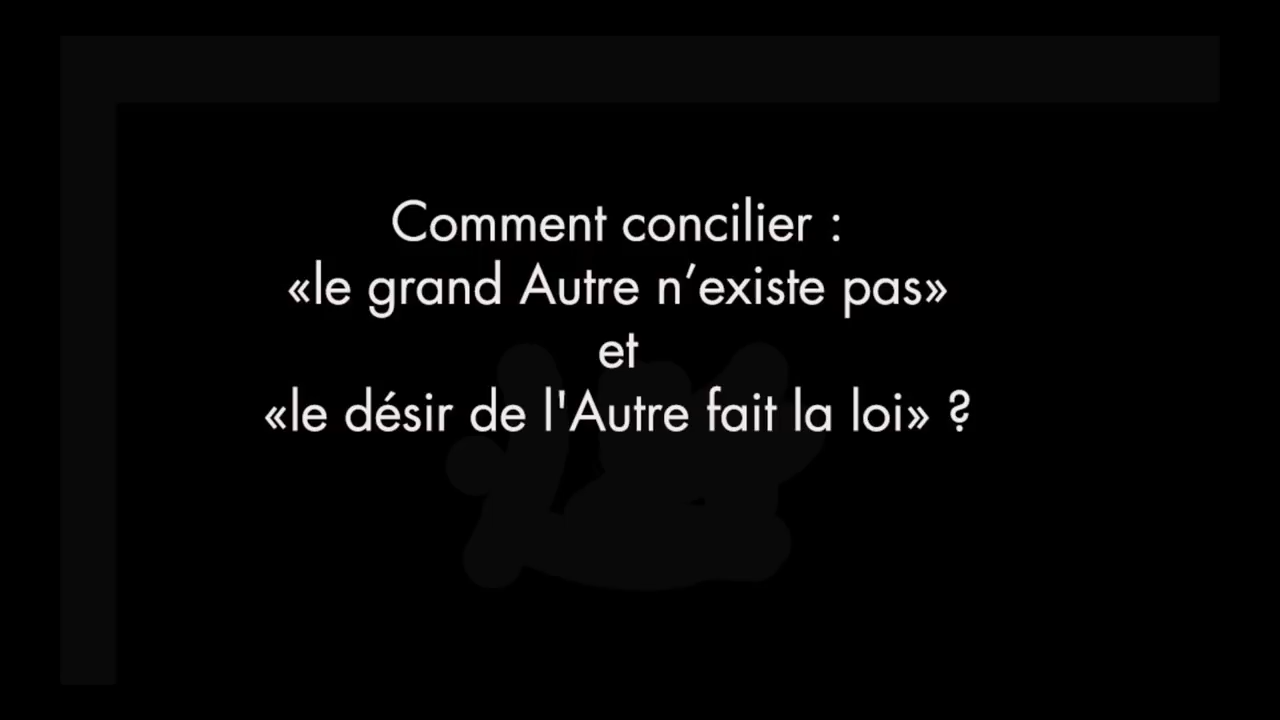 Comment concilier :
«le grand Autre n’existe pas»
et
«le désir de l'Autre fait la loi» ?